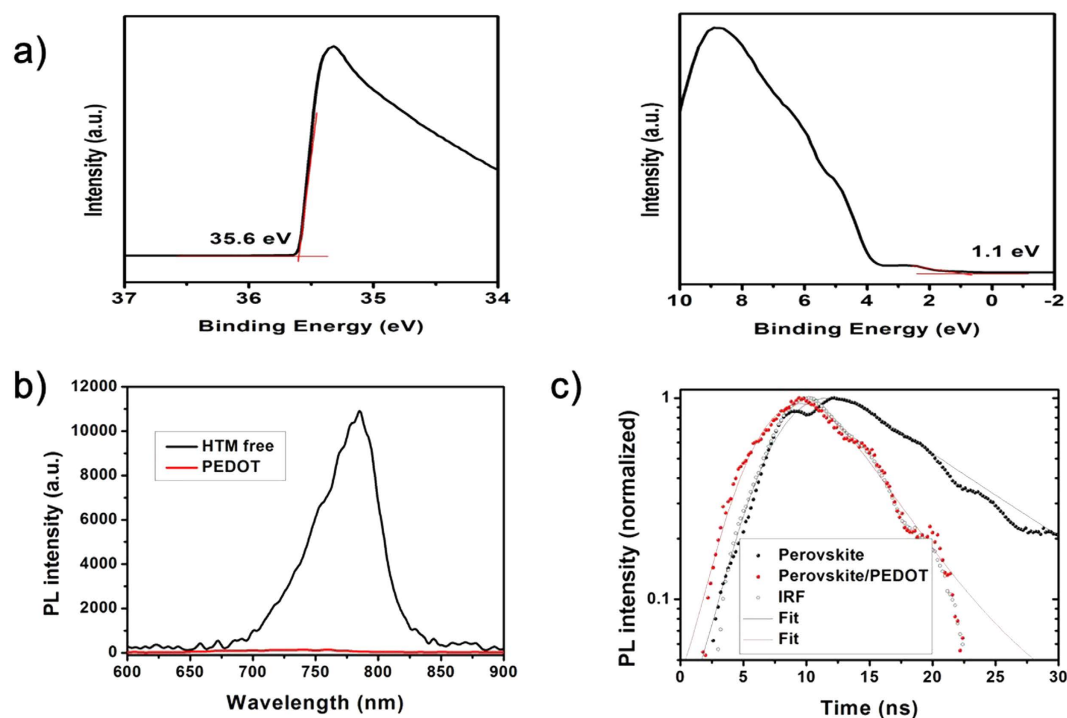 a)
Intensity (a.u.)
35.6 eV
37 36 35 34
Binding Energy (eV)
Intensity (a.u.)
1.1 eV
10 8 6 4 2 0 -2
Binding Energy (eV)
b)
PL intensity (a.u.)
12000
10000
8000
6000
4000
2000
0
HTM free
PEDOT
600 650 700 750 800 850 900
Wavelength (nm)
c)
PL intensity (normalized)
1
0.1
Perovskite
Perovskite/PEDOT
IRF
Fit
Fit
0 5 10 15 20 25 30
Time (ns)